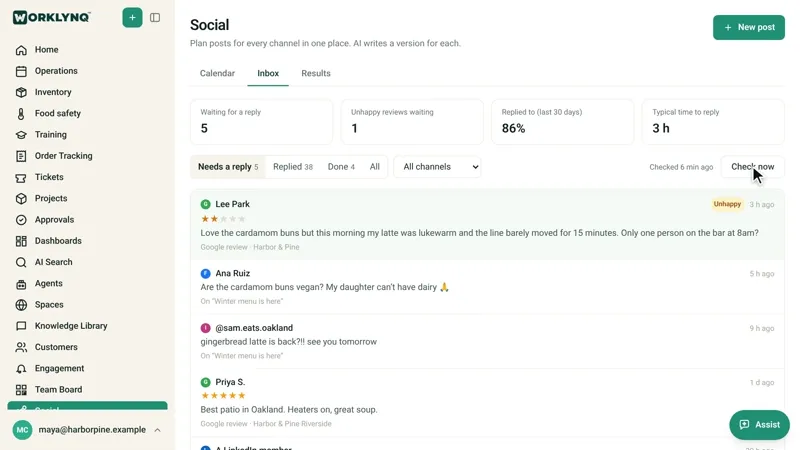 WORKLYNQ
Home
Operations
Inventory
Food safety
Training
Order Tracking
Tickets
Projects
Approvals
Dashboards
AI Search
Agents
Spaces
Knowledge Library
Customers
Engagement
Team Board
MC maya@harborpine.example
Social
+ New post
Plan posts for every channel in one place. AI writes a version for each.
Calendar Inbox Results
Waiting for a reply
5
Unhappy reviews waiting
1
Replied to (last 30 days)
86%
Typical time to reply
3 h
Needs a reply 5 Replied 38 Done 4 All All channels Checked 6 min ago Check now
G Lee Park Unhappy 3 h ago
Love the cardamom buns but this morning my latte was lukewarm and the line barely moved for 15 minutes. Only one person on the bar at 8am?
Google review · Harbor & Pine
F Ana Ruiz 5 h ago
Are the cardamom buns vegan? My daughter can't have dairy 🙏
On "Winter menu is here"
I @sam.eats.oakland 9 h ago
gingerbread latte is back?!! see you tomorrow
On "Winter menu is here"
G Priya S. 1 d ago
Best patio in Oakland. Heaters on, great soup.
Google review · Harbor & Pine Riverside
A LinkedIn member
Assist